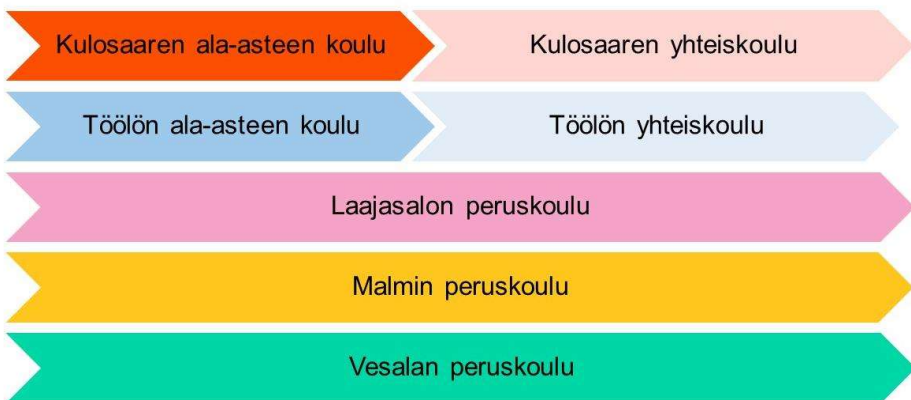 Kulosaaren ala-asteen koulu
Kulosaaren yhteiskoulu
Töölön ala-asteen koulu
Töölön yhteiskoulu
Laajasalon peruskoulu
Malmin peruskoulu
Vesalan peruskoulu